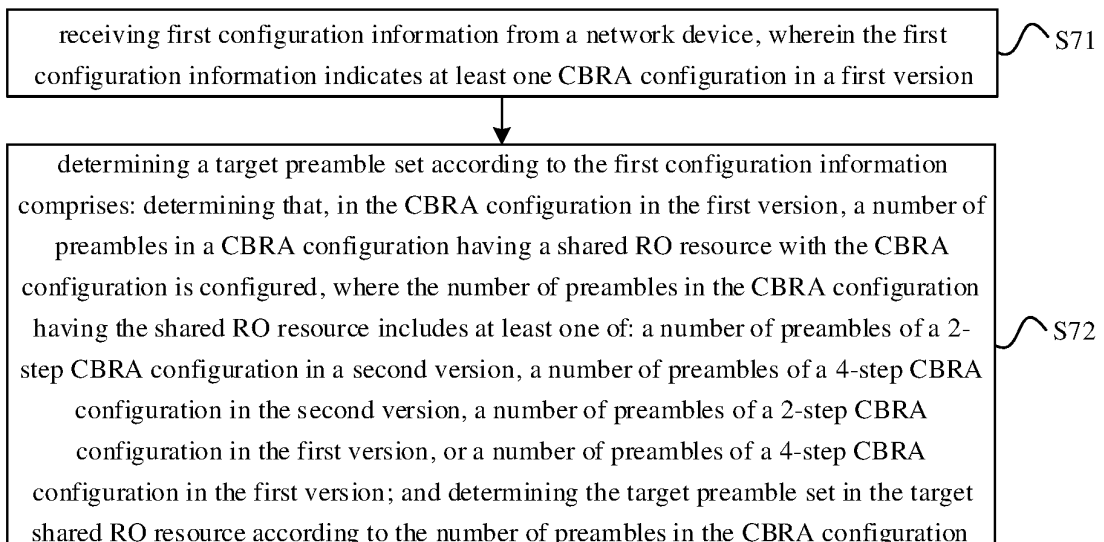 receiving first configuration information from a network device, wherein the first
configuration information indicates at least one CBRA configuration in a first version
S71
determining a target preamble set according to the first configuration information
comprises: determining that, in the CBRA configuration in the first version, a number of
preambles in a CBRA configuration having a shared RO resource with the CBRA
configuration is configured, where the number of preambles in the CBRA configuration
having the shared RO resource includes at least one of: a number of preambles of a 2-
step CBRA configuration in a second version, a number of preambles of a 4-step CBRA
configuration in the second version, a number of preambles of a 2-step CBRA
configuration in the first version, or a number of preambles of a 4-step CBRA
configuration in the first version; and determining the target preamble set in the target
shared RO resource according to the number of preambles in the CBRA configuration
S72